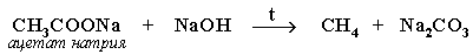 CH₃COONa + NaOH t→ CH₄ + Na₂CO₃
ацетат натрия